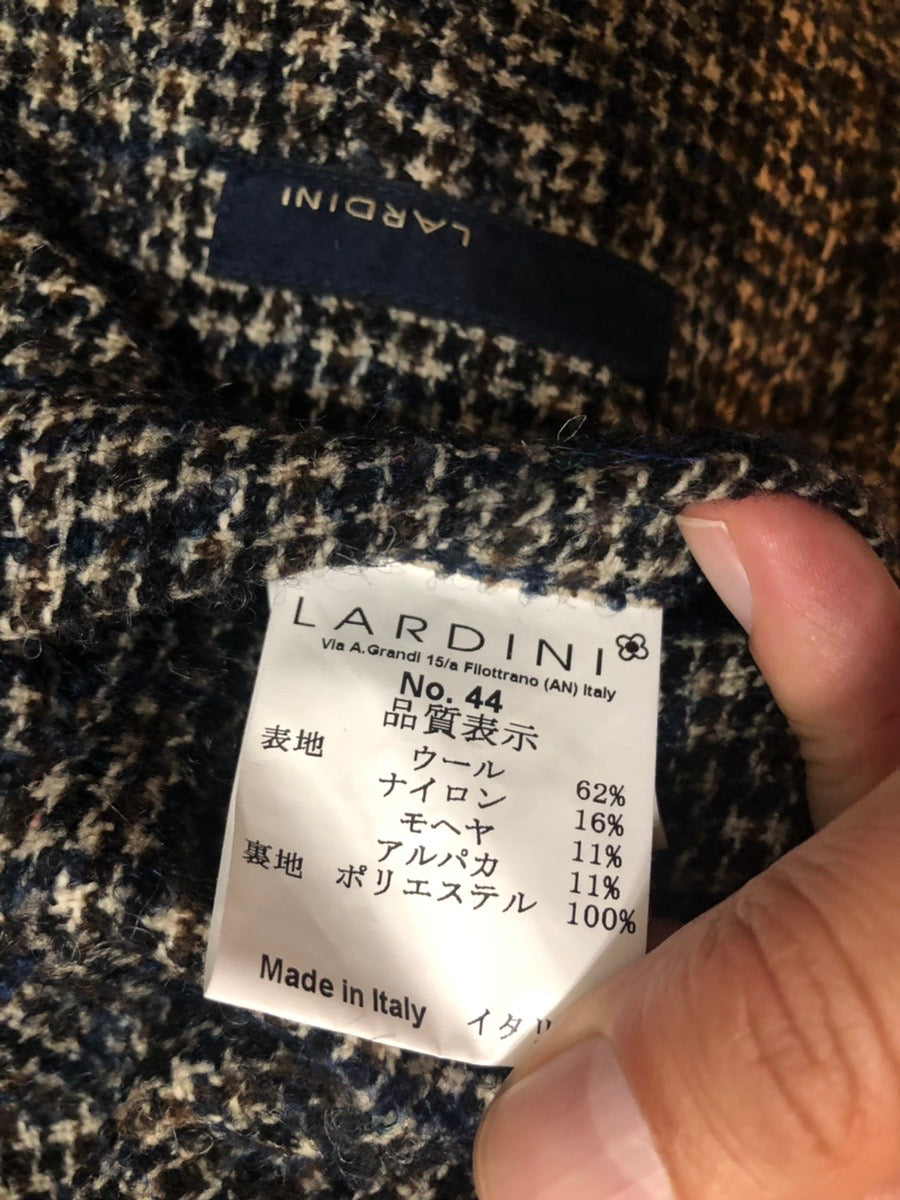 LARDINI
LARDINI
Via A.Grandi 15/a Filottrano (AN) Italy
No. 44
品質表示
表地 ウール 62%
ナイロン 16%
モヘヤ 11%
アルパカ 11%
裏地 ポリエステル 100%
Made in Italy